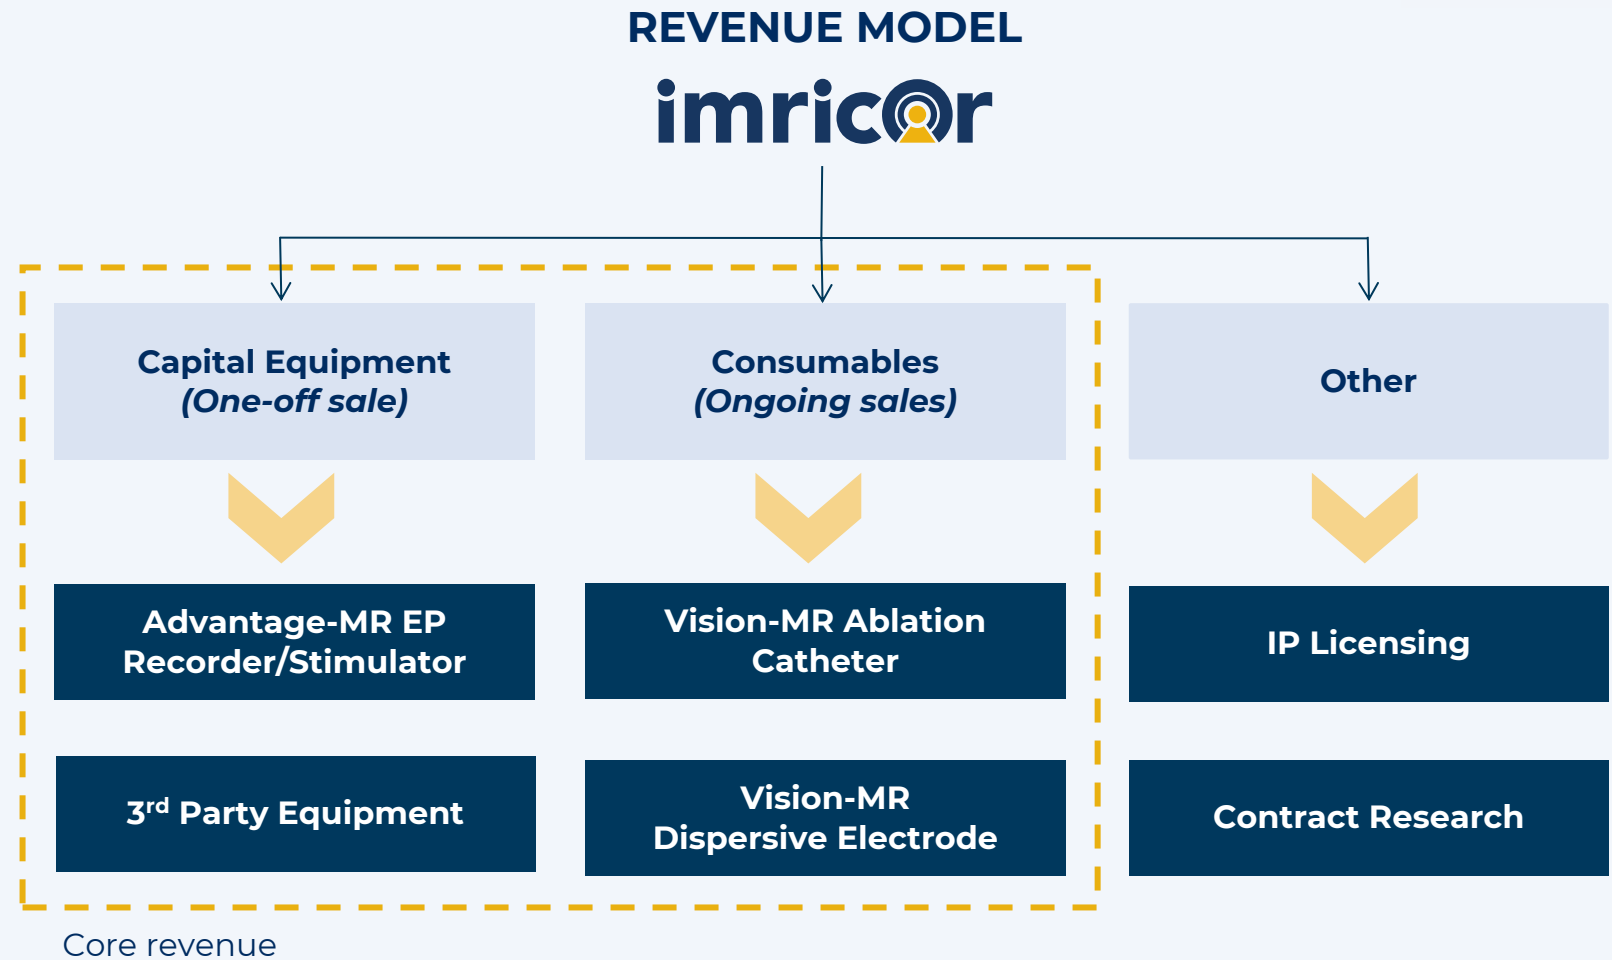 REVENUE MODEL
imricor
Capital Equipment
(One-off sale)
Consumables
(Ongoing sales)
Other
Advantage-MR EP
Recorder/Stimulator
Vision-MR Ablation
Catheter
IP Licensing
3rd Party Equipment
Vision-MR
Dispersive Electrode
Contract Research
Core revenue